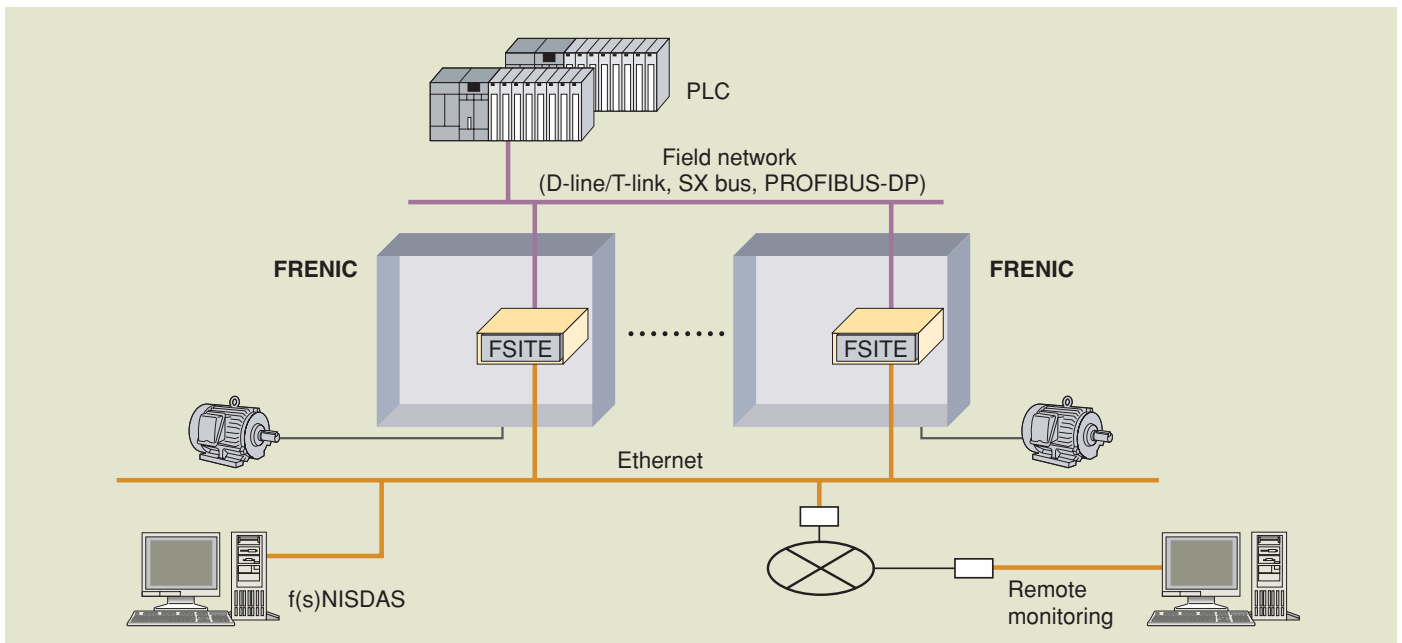 PLC
Field network
(D-line/T-link, SX bus, PROFIBUS-DP)
FRENIC
FRENIC
FSITE
FSITE
Ethernet
f(s)NISDAS
Remote
monitoring